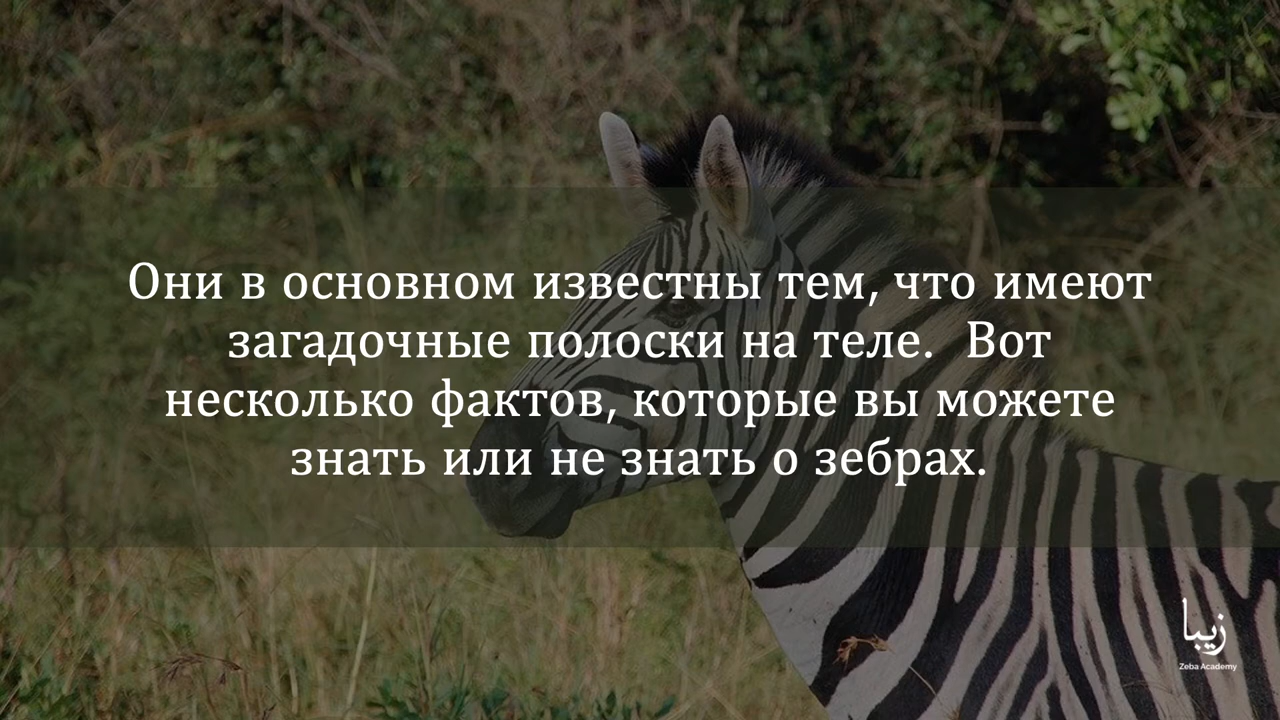 Они в основном известны тем, что имеют
загадочные полоски на теле.  Вот
несколько фактов, которые вы можете
знать или не знать о зебрах.
زیبا
Zeba Academy